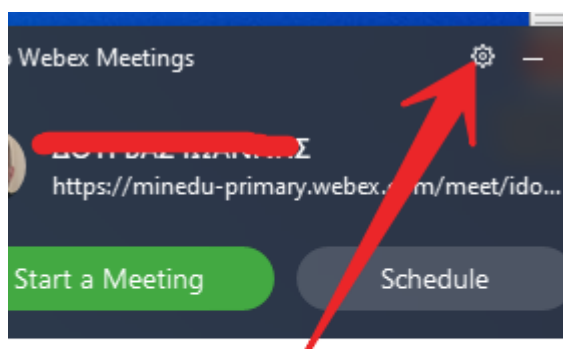 Webex Meetings
https://minedu-primary.webex.com/meet/ido...
Start a Meeting Schedule